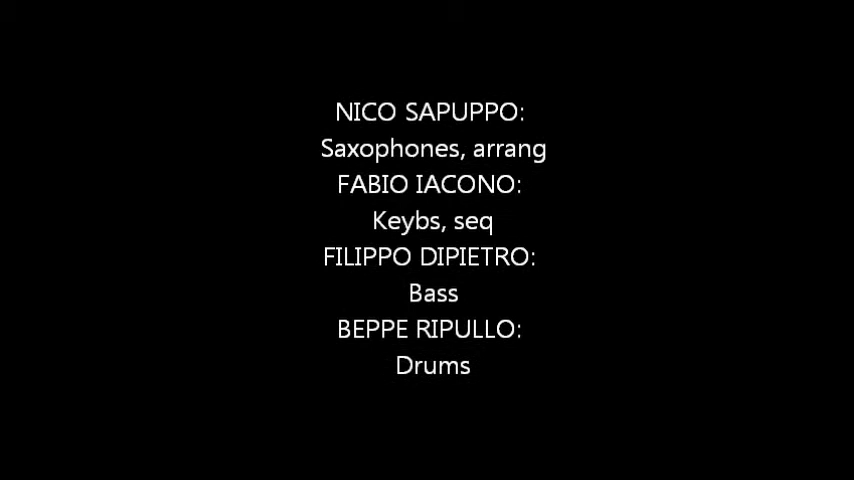 NICO SAPUPPO:
Saxophones, arrang
FABIO IACONO:
Keybs, seq
FILIPPO DIPIETRO:
Bass
BEPPE RIPULLO:
Drums